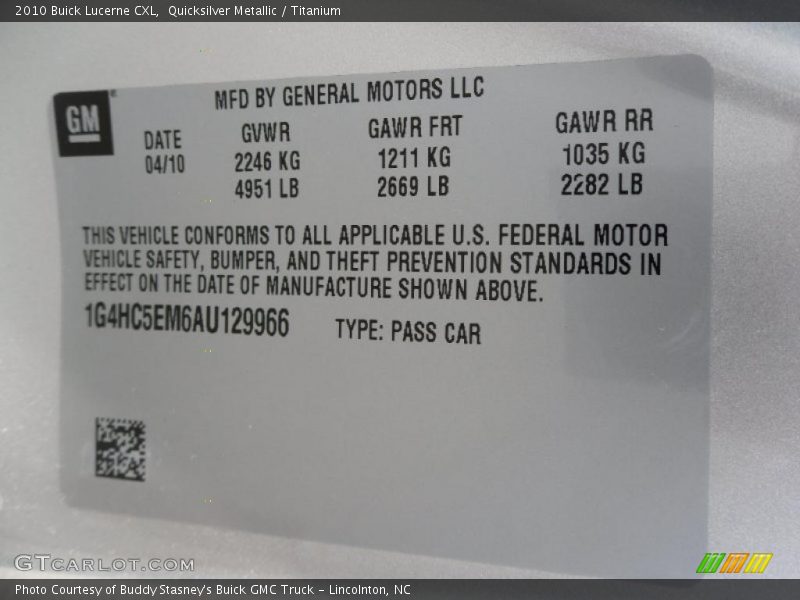 2010 Buick Lucerne CXL,  Quicksilver Metallic / Titanium
GM
MFD BY GENERAL MOTORS LLC
DATE GVWR GAWR FRT GAWR RR
04/10 2246 KG 1211 KG 1035 KG
4951 LB 2669 LB 2282 LB
THIS VEHICLE CONFORMS TO ALL APPLICABLE U.S. FEDERAL MOTOR
VEHICLE SAFETY, BUMPER, AND THEFT PREVENTION STANDARDS IN
EFFECT ON THE DATE OF MANUFACTURE SHOWN ABOVE.
1G4HC5EM6AU129966 TYPE: PASS CAR
GTCARLOT.COM
Photo Courtesy of Buddy Stasney's Buick GMC Truck – Lincolnton, NC